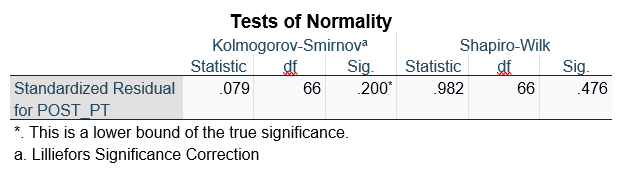 Tests of Normality
Kolmogorov-Smirnovᵃ Shapiro-Wilk
Statistic df Sig. Statistic df Sig.
Standardized Residual for POST_PT .079 66 .200* .982 66 .476
*. This is a lower bound of the true significance.
a. Lilliefors Significance Correction